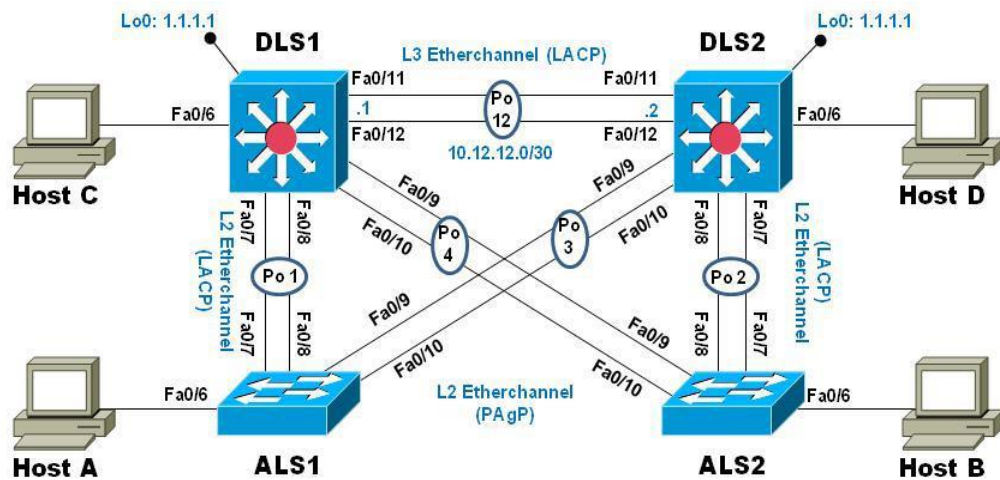 Lo0: 1.1.1.1
Lo0: 1.1.1.1
DLS1
L3 Etherchannel (LACP)
DLS2
Fa0/11
Fa0/11
Fa0/6
.1
Po
12
.2
Fa0/6
Fa0/12
Fa0/12
10.12.12.0/30
Host C
Host D
Fa0/9
Fa0/9
Fa0/10
Fa0/10
Fa0/7
Fa0/8
Fa0/8
Fa0/7
Po
4
Po
3
L2 Etherchannel
(LACP)
Po 1
Po 2
L2 Etherchannel
(LACP)
Fa0/7
Fa0/8
Fa0/9
Fa0/10
Fa0/9
Fa0/10
Fa0/8
Fa0/7
Fa0/6
L2 Etherchannel
(PAgP)
Fa0/6
Host A
ALS1
ALS2
Host B